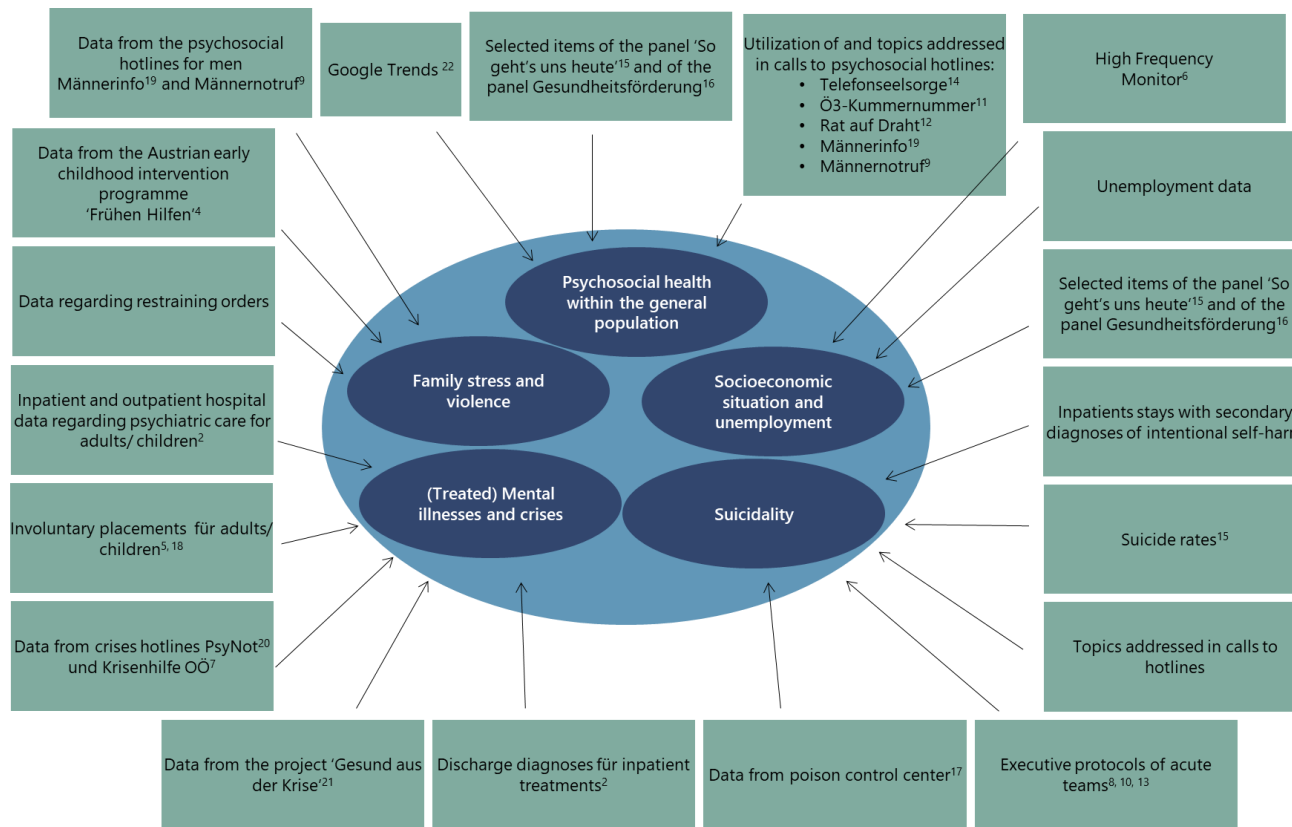 Data from the psychosocial
hotlines for men
Männerinfo¹⁹ and Männernotruf⁹
Google Trends ²²
Selected items of the panel ‘So
geht’s uns heute’¹⁵ and of the
panel Gesundheitsförderung¹⁶
Utilization of and topics addressed
in calls to psychosocial hotlines:
• Telefonseelsorge¹⁴
• Ö3-Kummernummer¹¹
• Rat auf Draht¹²
• Männerinfo¹⁹
• Männernotruf⁹
High Frequency
Monitor⁶
Data from the Austrian early
childhood intervention
programme
‘Frühen Hilfen’⁴
Unemployment data
Data regarding restraining orders
Selected items of the panel ‘So
geht’s uns heute’¹⁵ and of the
panel Gesundheitsförderung¹⁶
Inpatient and outpatient hospital
data regarding psychiatric care for
adults/ children²
Inpatients stays with secondary
diagnoses of intentional self-harm
Involuntary placements für adults/
children⁵, ¹⁸
Suicide rates¹⁵
Data from crises hotlines PsyNot²⁰
und Krisenhilfe OÖ⁷
Topics addressed in calls to
hotlines
Psychosocial health
within the general
population
Family stress and
violence
Socioeconomic
situation and
unemployment
(Treated) Mental
illnesses and crises
Suicidality
Data from the project ‘Gesund aus
der Krise’²¹
Discharge diagnoses für inpatient
treatments²
Data from poison control center¹⁷
Executive protocols of acute
teams⁸, ¹⁰, ¹³